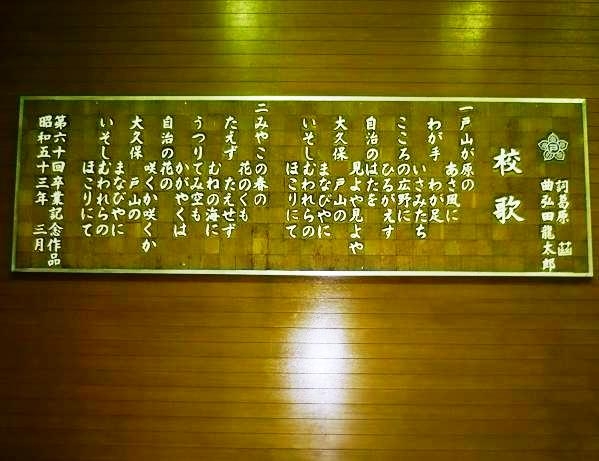 校歌
詞葛原 𦱳
曲弘田龍太郎
一戸山が原の
あさ風に
わが手 わが足
いさみたち
こころの広野に
ひるがえす
自治のはたを
見よや見よや
大久保 戸山の
まなびやに
いそしむわれらの
ほこりにて
二みやこの春の
花のくも
たえず たえせず
むねの海に
うつりてみ空も
かがやくは
自治の花の
咲くか咲くか
大久保 戸山の
まなびやに
いそしむわれらの
ほこりにて
第六十回卒業記念作品
昭和五十三年 三月